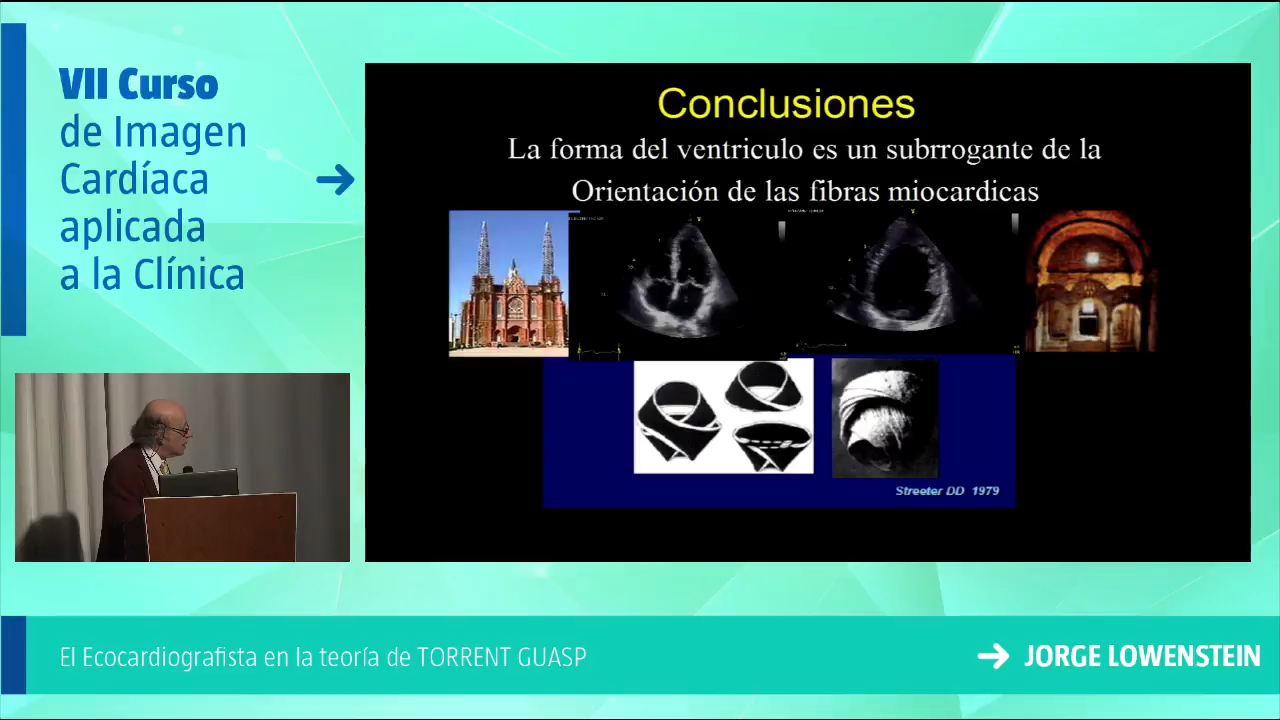 VII Curso
de Imagen
Cardíaca
aplicada
a la Clínica
Conclusiones
La forma del ventriculo es un subrrogante de la
Orientación de las fibras miocardicas
Streeter DD 1979
El Ecocardiografista en la teoría de TORRENT GUASP
JORGE LOWENSTEIN